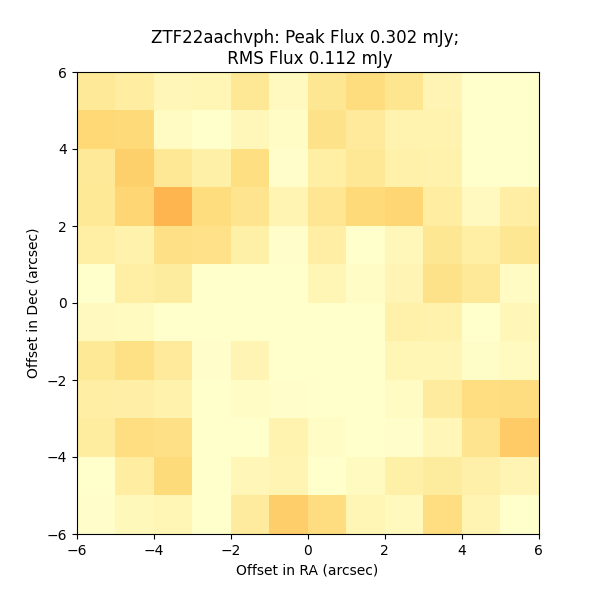 ZTF22aachvph: Peak Flux 0.302 mJy;
RMS Flux 0.112 mJy
6
4
2
0
−2
−4
−6
Offset in Dec (arcsec)
−6 −4 −2 0 2 4 6
Offset in RA (arcsec)